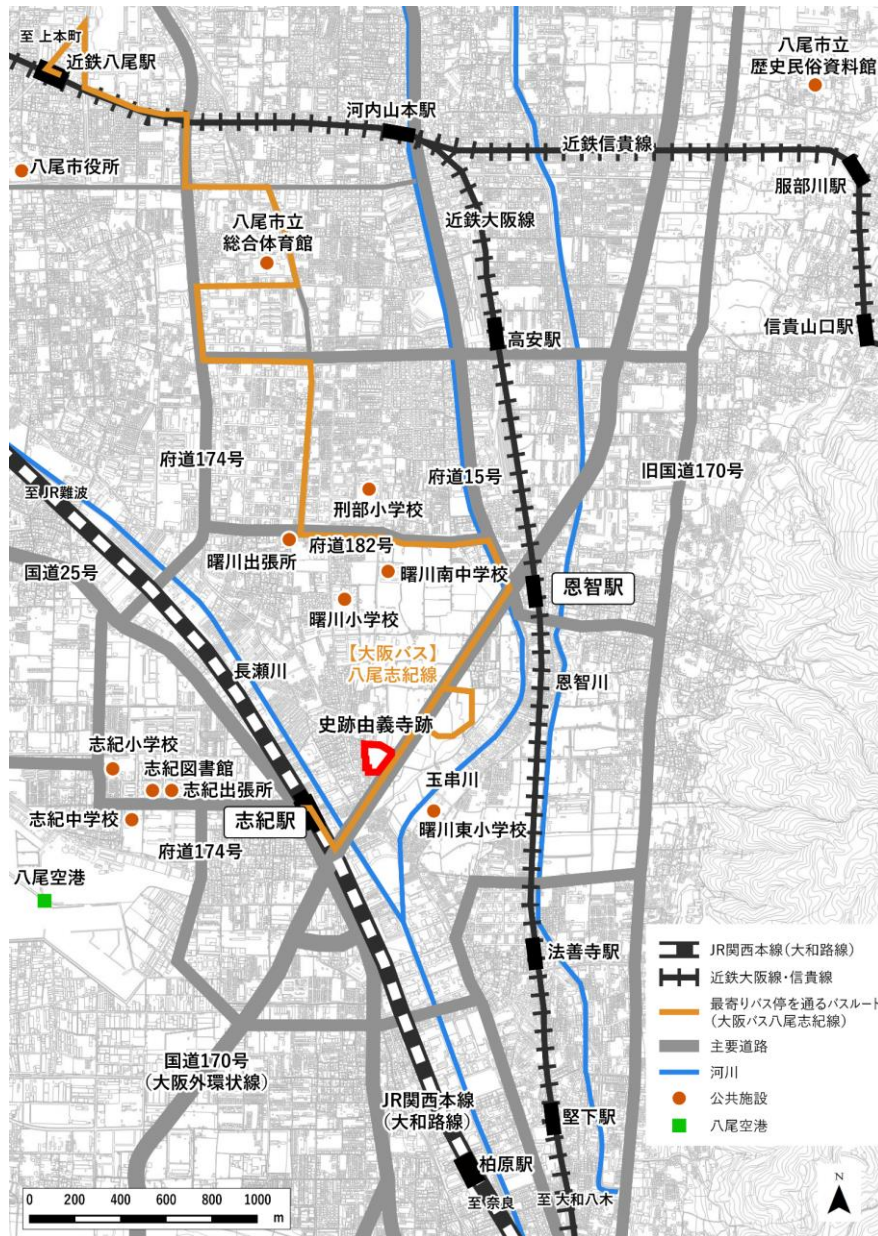 至 上本町
近鉄八尾駅
八尾市立
歴史民俗資料館
河内山本駅
近鉄信貴線
八尾市役所
服部川駅
近鉄大阪線
八尾市立
総合体育館
信貴山口駅
高安駅
府道174号
府道15号
旧国道170号
至 JR難波
刑部小学校
国道25号
曙川出張所
府道182号
曙川南中学校
恩智駅
曙川小学校
【大阪バス】
八尾志紀線
長瀬川
恩智川
史跡由義寺跡
志紀小学校
志紀図書館
志紀出張所
玉串川
志紀駅
志紀中学校
曙川東小学校
府道174号
八尾空港
法善寺駅
JR関西本線(大和路線)
近鉄大阪線・信貴線
最寄りバス停を通るバスルート
(大阪バス八尾志紀線)
主要道路
河川
公共施設
八尾空港
国道170号
(大阪外環状線)
JR関西本線
(大和路線)
堅下駅
柏原駅
至 奈良
至 大和八木
N
0 200 400 600 800 1000
m